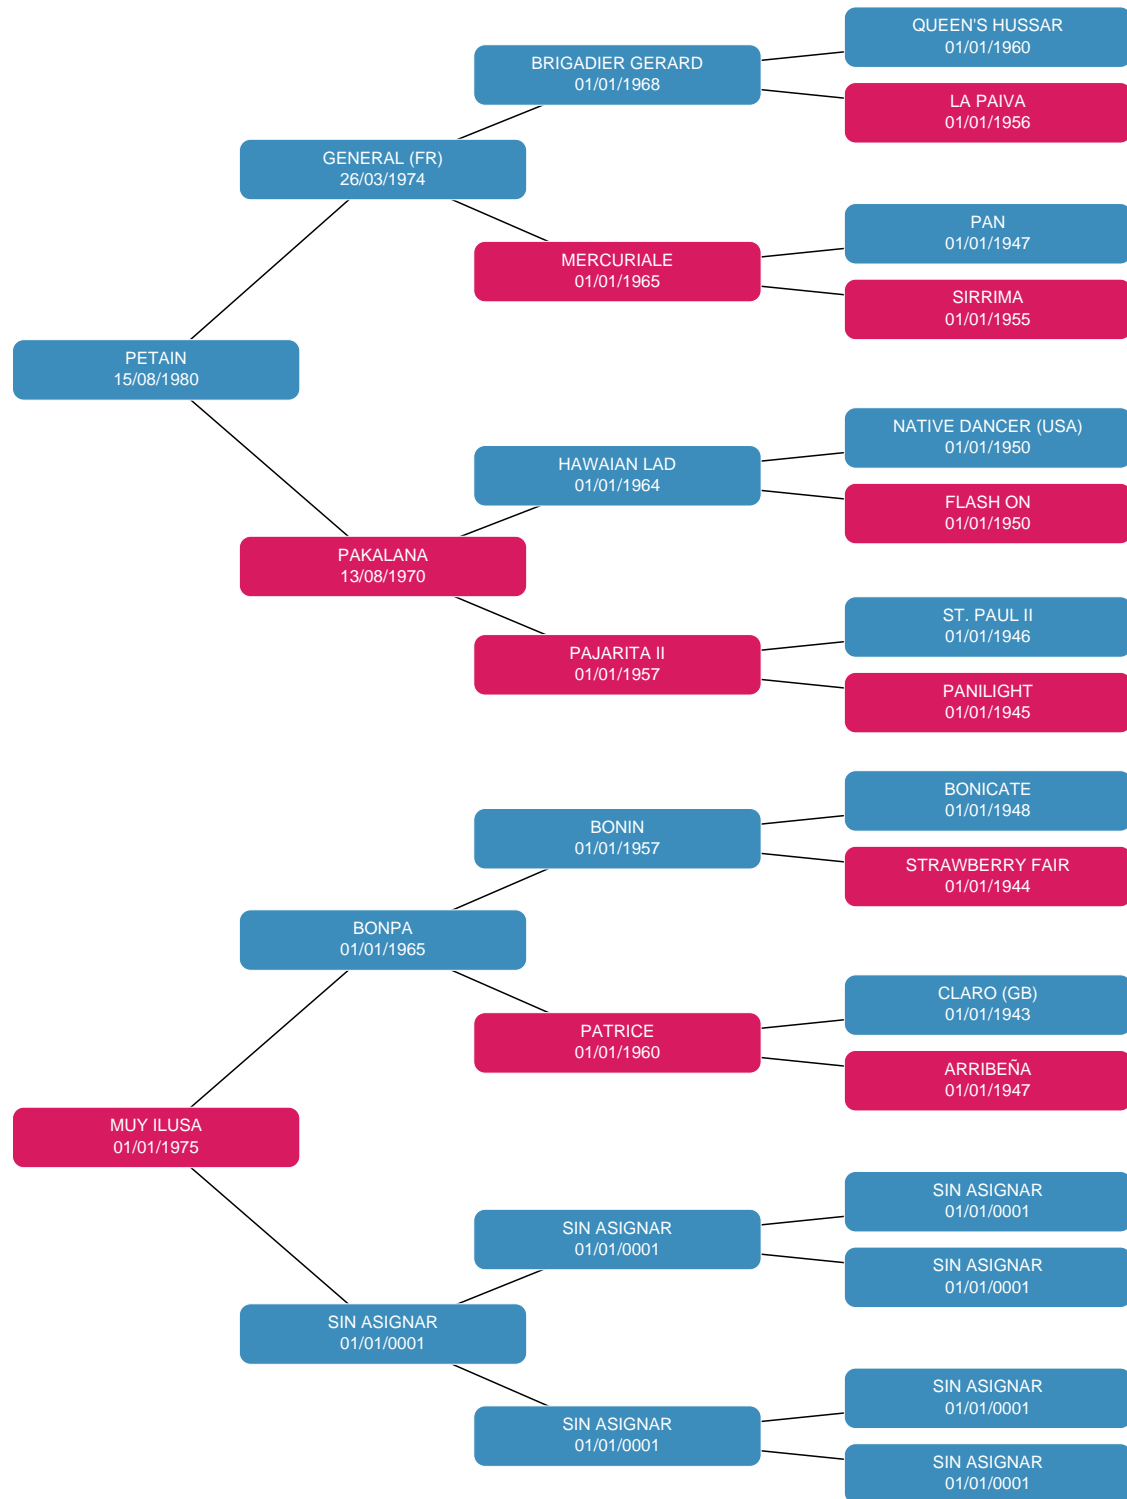 QUEEN'S HUSSAR
01/01/1960
BRIGADIER GERARD
01/01/1968
LA PAIVA
01/01/1956
GENERAL (FR)
26/03/1974
PAN
01/01/1947
MERCURIALE
01/01/1965
SIRRIMA
01/01/1955
PETAIN
15/08/1980
NATIVE DANCER (USA)
01/01/1950
HAWAIAN LAD
01/01/1964
FLASH ON
01/01/1950
PAKALANA
13/08/1970
ST. PAUL II
01/01/1946
PAJARITA II
01/01/1957
PANILIGHT
01/01/1945
BONICATE
01/01/1948
BONIN
01/01/1957
STRAWBERRY FAIR
01/01/1944
BONPA
01/01/1965
CLARO (GB)
01/01/1943
PATRICE
01/01/1960
ARRIBEÑA
01/01/1947
MUY ILUSA
01/01/1975
SIN ASIGNAR
01/01/0001
SIN ASIGNAR
01/01/0001
SIN ASIGNAR
01/01/0001
SIN ASIGNAR
01/01/0001
SIN ASIGNAR
01/01/0001
SIN ASIGNAR
01/01/0001
SIN ASIGNAR
01/01/0001